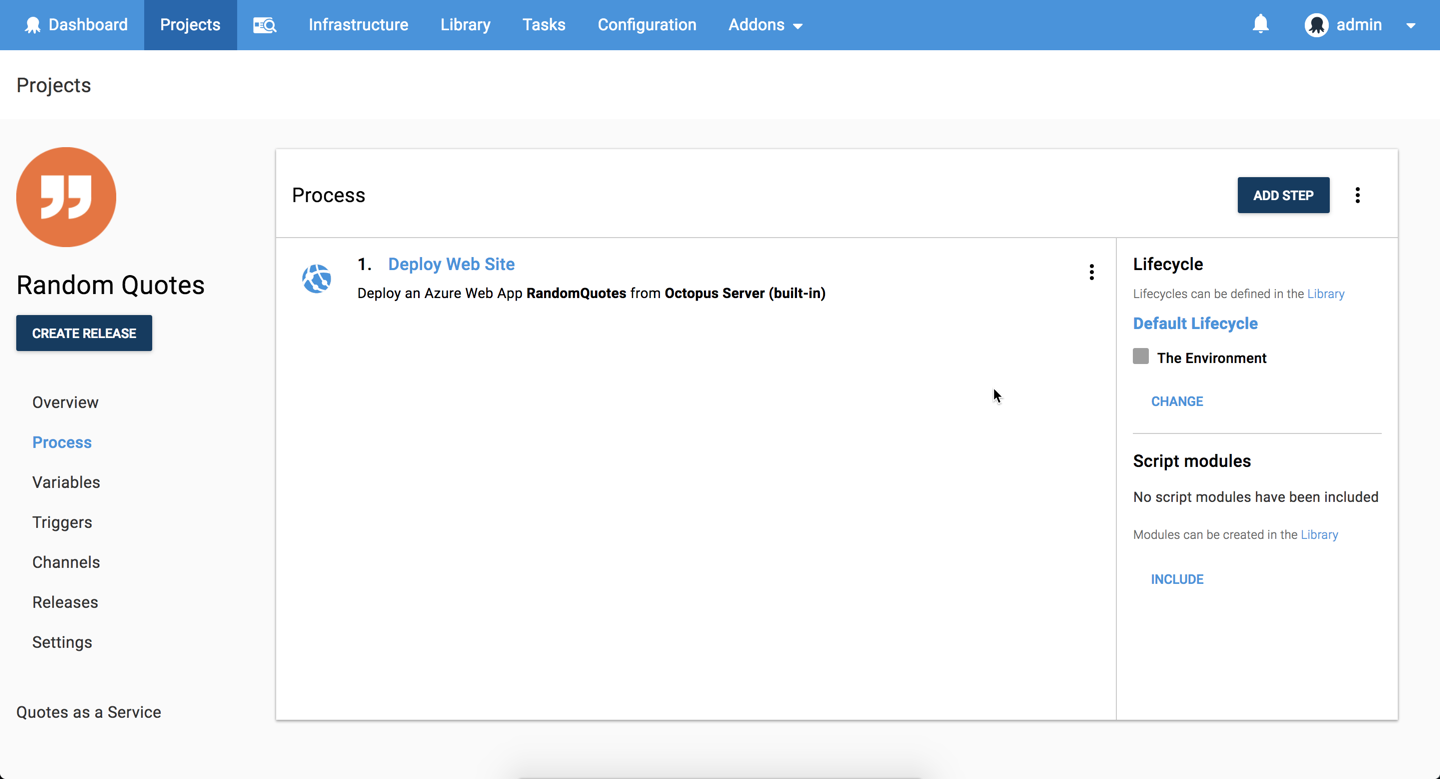 Dashboard Projects Infrastructure Library Tasks Configuration Addons admin
Projects
Random Quotes
CREATE RELEASE
Overview
Process
Variables
Triggers
Channels
Releases
Settings
Quotes as a Service
Process
ADD STEP
1. Deploy Web Site
Deploy an Azure Web App RandomQuotes from Octopus Server (built-in)
Lifecycle
Lifecycles can be defined in the Library
Default Lifecycle
The Environment
CHANGE
Script modules
No script modules have been included
Modules can be created in the Library
INCLUDE